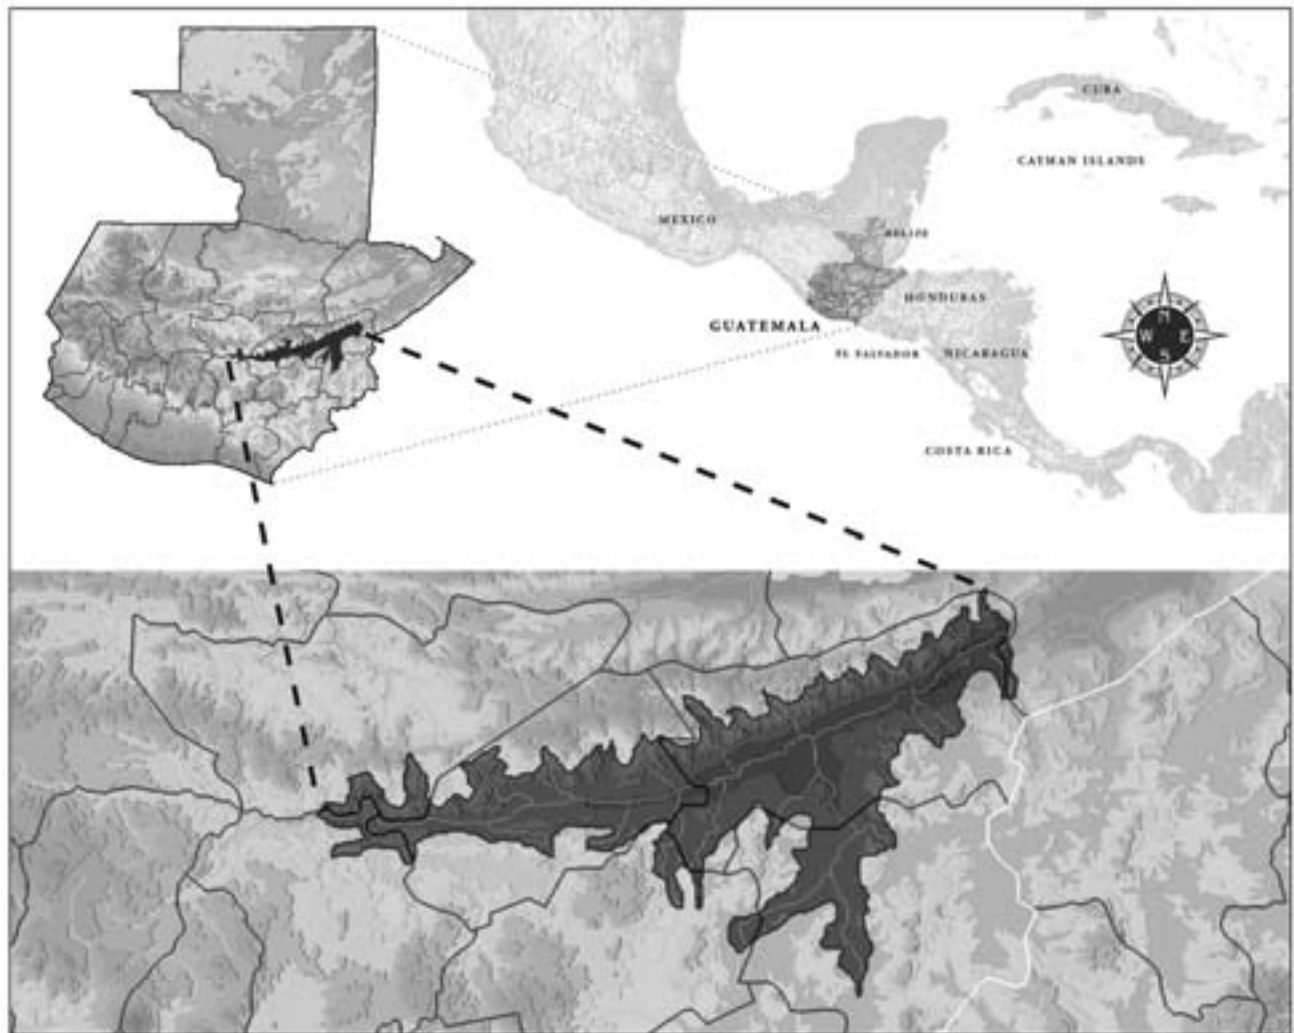 CUBA
CAYMAN ISLANDS
MEXICO
BELIZE
HONDURAS
GUATEMALA
EL SALVADOR
NICARAGUA
COSTA RICA
N
W E
S